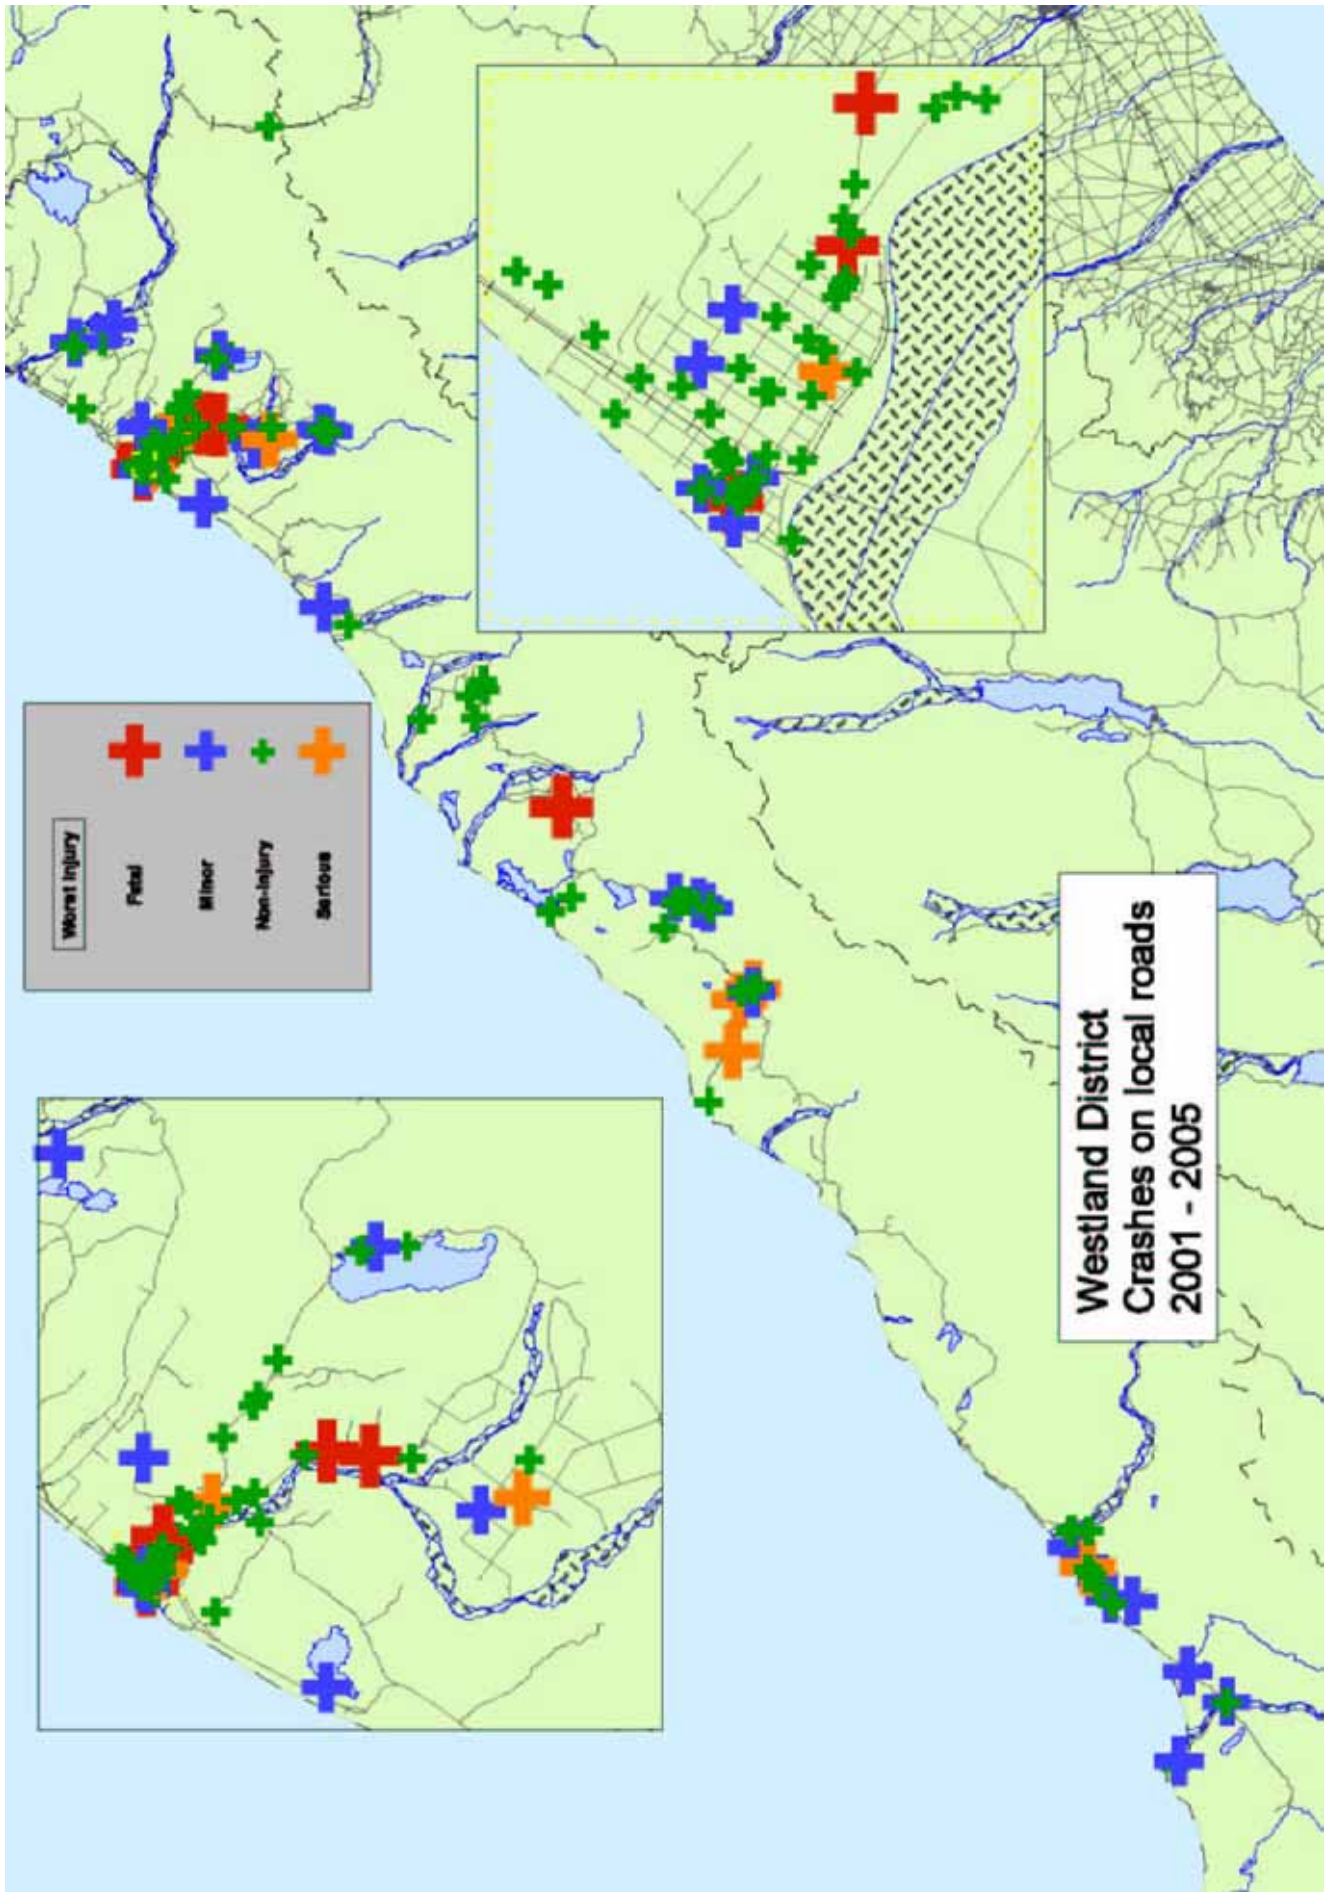 Worst Injury
Fatal
Minor
Non-Injury
Serious
Westland District
Crashes on local roads
2001 - 2005